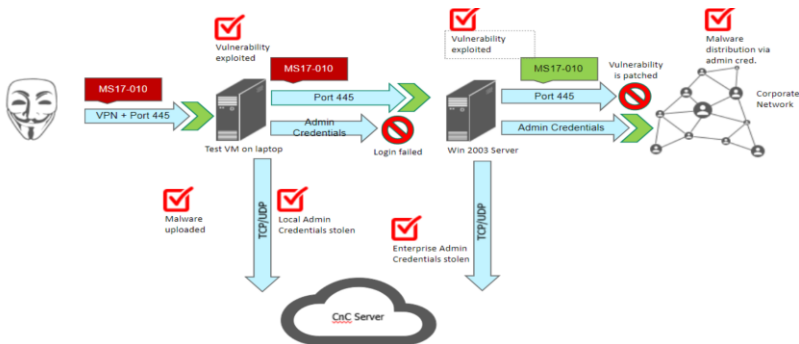 Vulnerability
exploited
MS17-010
VPN + Port 445
Test VM on laptop
MS17-010
Port 445
Admin
Credentials
Login failed
Vulnerability
exploited
Win 2003 Server
MS17-010
Port 445
Vulnerability
is patched
Admin Credentials
Malware
distribution via
admin cred.
Corporate
Network
Malware
uploaded
TCP/UDP
Local Admin
Credentials stolen
Enterprise Admin
Credentials stolen
TCP/UDP
CnC Server